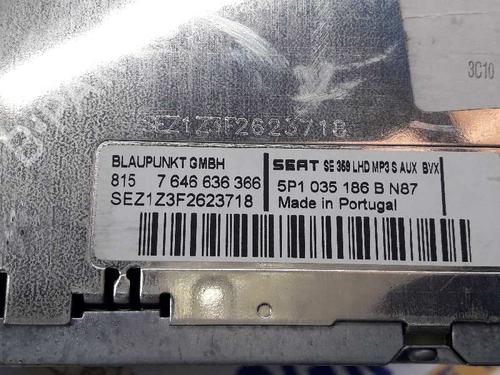 3C10
SEZ1Z3F2623718
BLAUPUNKT GMBH
815 7 646 636 366
SEZ1Z3F2623718
SEAT SE 359 LHD MP3 S AUX BVX
5P1 035 186 B N87
Made in Portugal